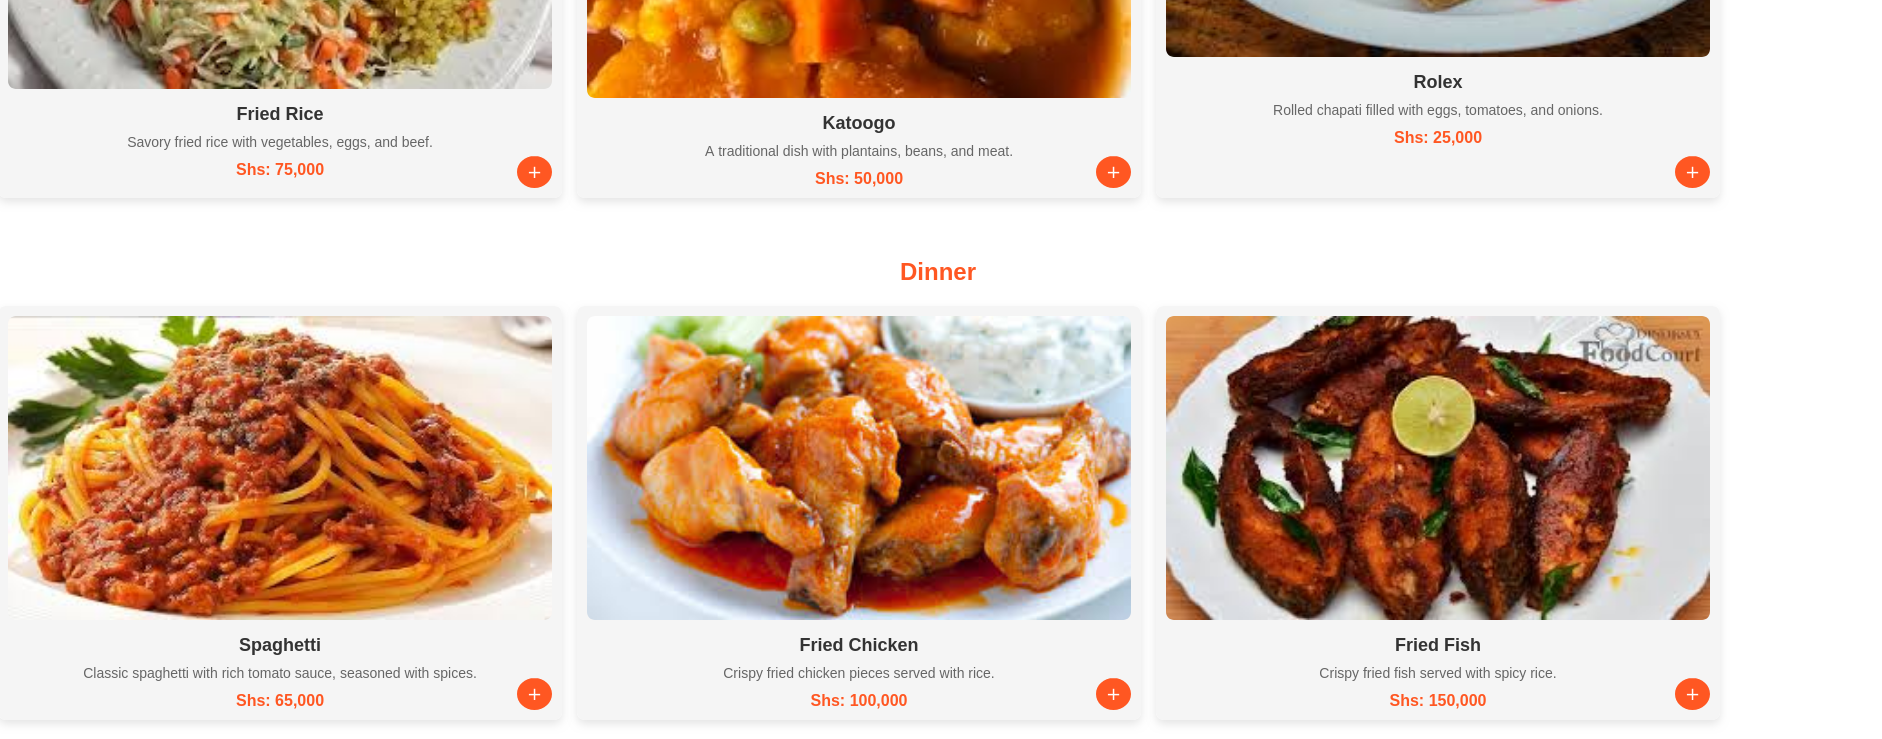 Fried Rice
Savory fried rice with vegetables, eggs, and beef.
Shs: 75,000
+
Katoogo
A traditional dish with plantains, beans, and meat.
Shs: 50,000
+
Rolex
Rolled chapati filled with eggs, tomatoes, and onions.
Shs: 25,000
+
Dinner
FoodCourt
Spaghetti
Classic spaghetti with rich tomato sauce, seasoned with spices.
Shs: 65,000
+
Fried Chicken
Crispy fried chicken pieces served with rice.
Shs: 100,000
+
Fried Fish
Crispy fried fish served with spicy rice.
Shs: 150,000
+